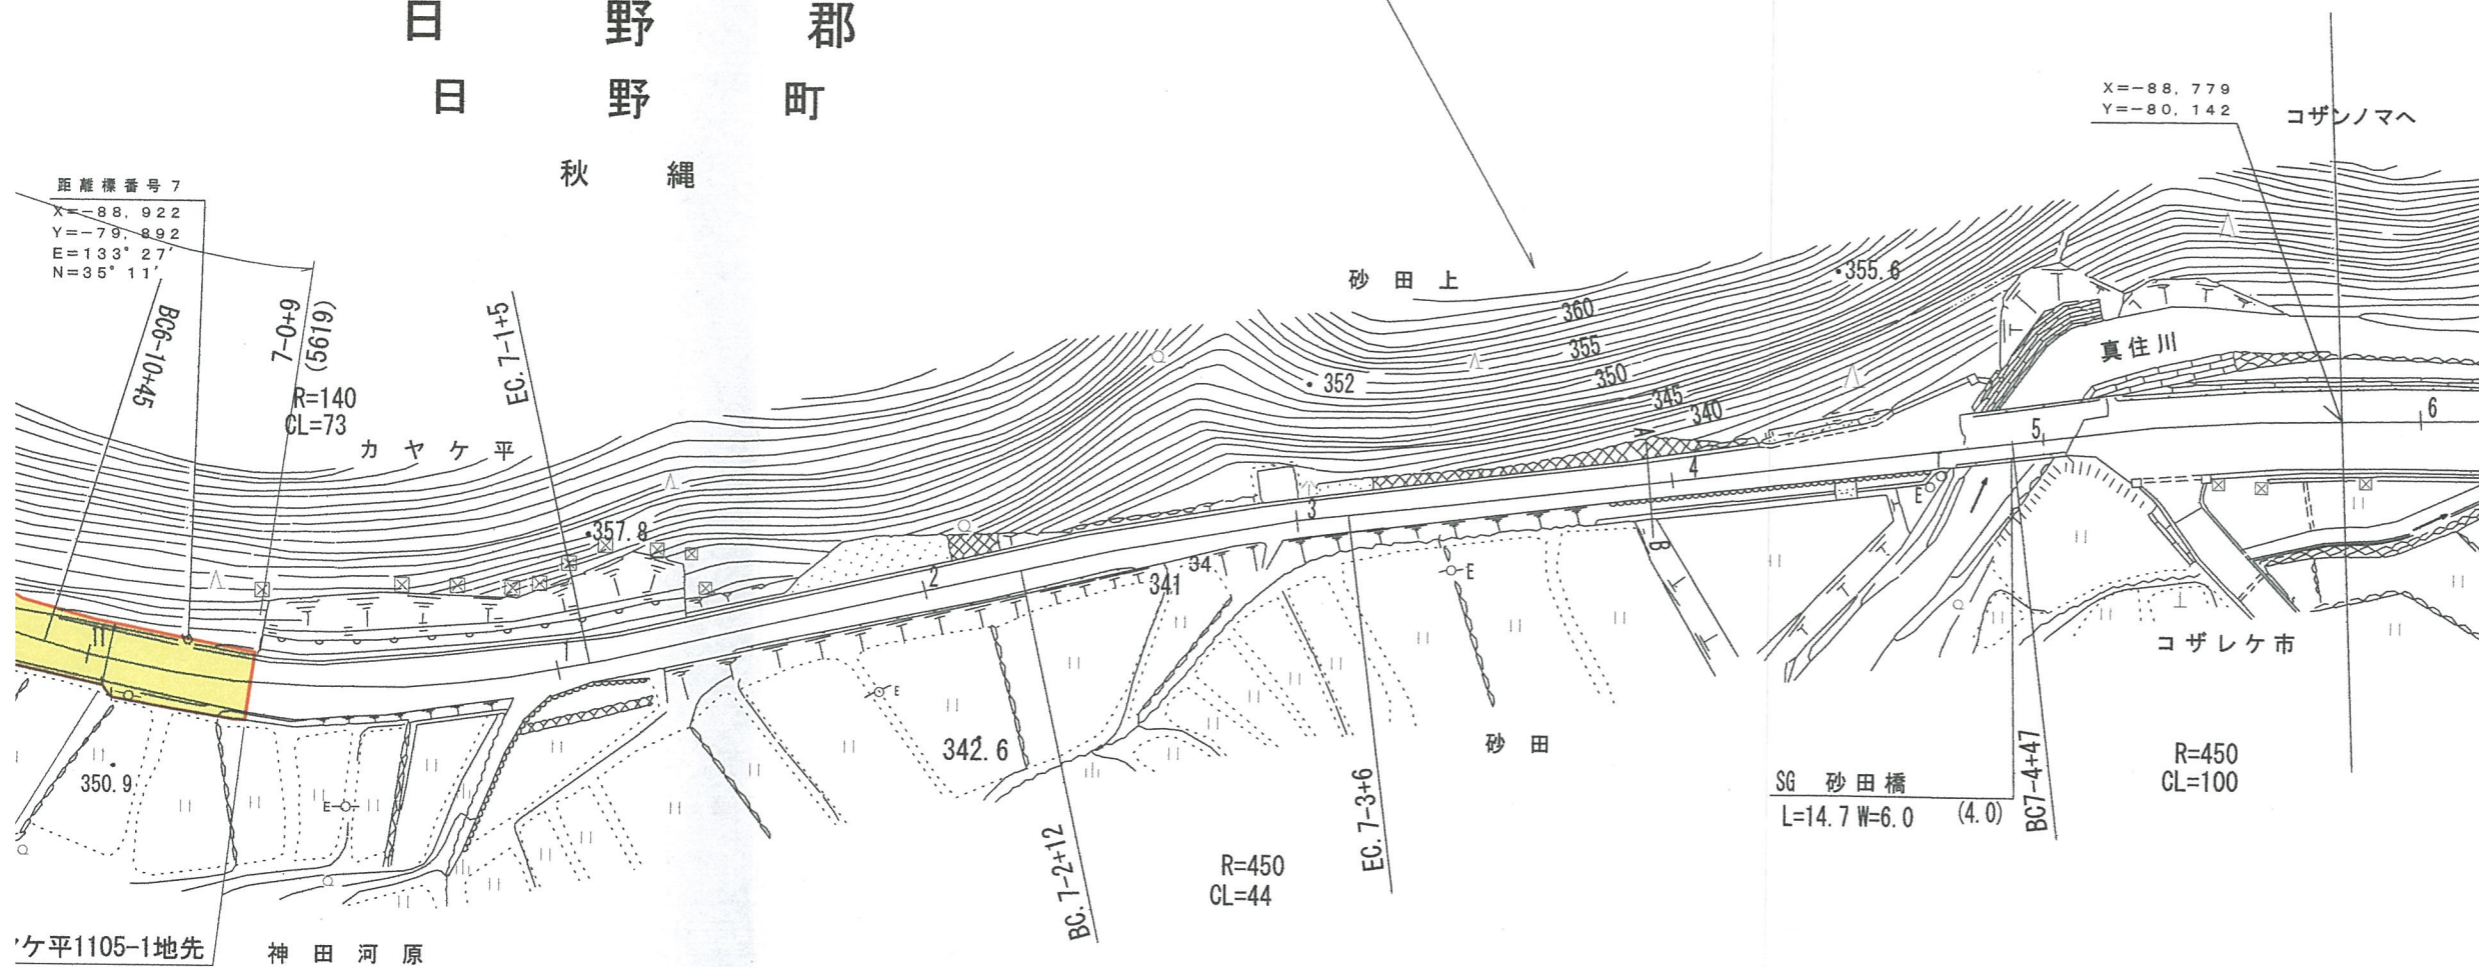 日野郡
日野町
秋縄
距離標番号7
X=-88,922
Y=-79,892
E=133°27′
N=35°11′
BC6-10+45
7-0+9
(5619)
R=140
CL=73
EC.7-1+5
カヤケ平
357.8
砂田上
352
360
355
350
345
340
355.6
X=-88,779
Y=-80,142
コザンノマヘ
真住川
11
1
2
3
4
5
6
A
B
34
341
E
E
E
E
342.6
350.9
砂田
コザレケ市
SG 砂田橋
L=14.7 W=6.0 (4.0)
BC7-4+47
R=450
CL=100
BC.7-2+12
R=450
CL=44
EC.7-3+6
ケ平1105-1地先
神田河原